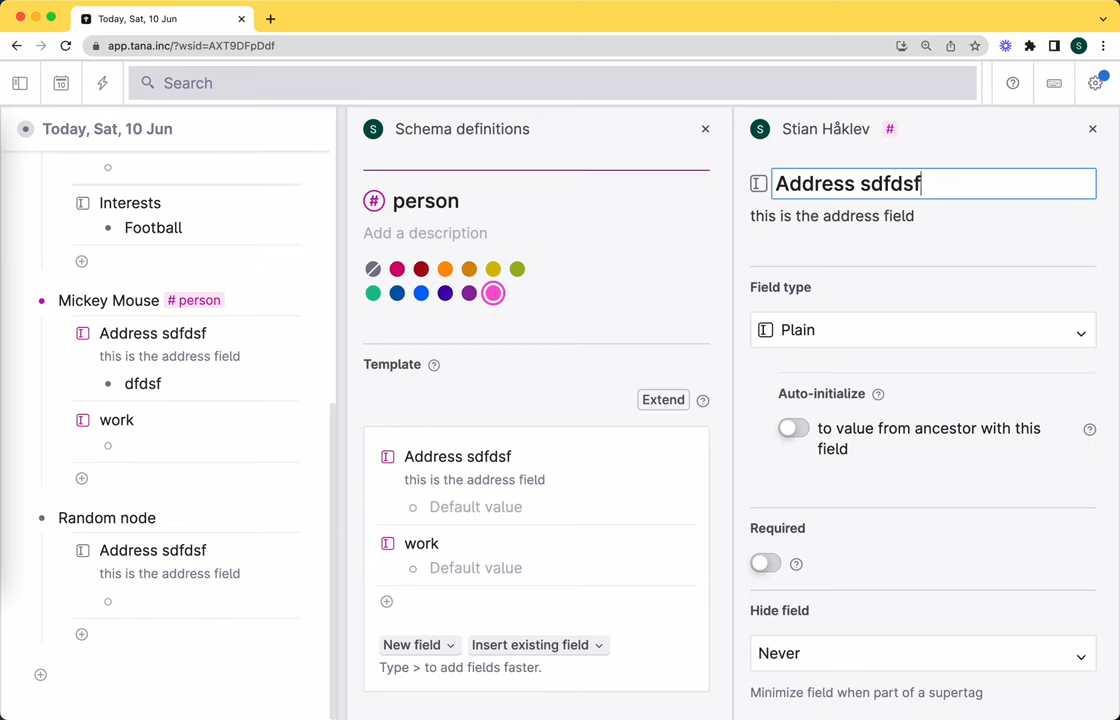 Today, Sat, 10 Jun
app.tana.inc/?wsid=AXT9DFpDdf
S
10
Search
Today, Sat, 10 Jun
Interests
Football
Mickey Mouse # person
Address sdfdsf
this is the address field
dfdsf
work
Random node
Address sdfdsf
this is the address field
S Schema definitions
# person
Add a description
Template
Extend
Address sdfdsf
this is the address field
Default value
work
Default value
New field
Insert existing field
Type > to add fields faster.
S Stian Håklev #
Address sdfdsf
this is the address field
Field type
Plain
Auto-initialize
to value from ancestor with this
field
Required
Hide field
Never
Minimize field when part of a supertag